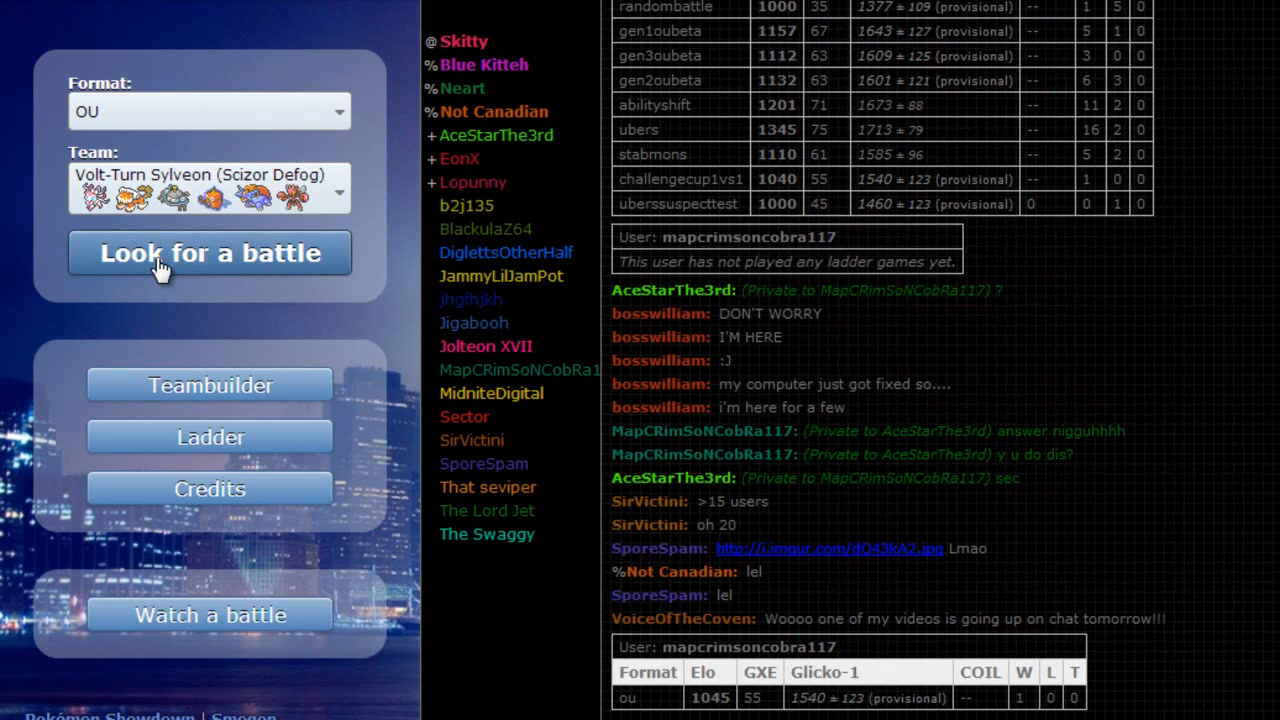 Format:
OU
Team:
Volt-Turn Sylveon (Scizor Defog)
Look for a battle
Teambuilder
Ladder
Credits
Watch a battle
Pokémon Showdown | Smogon
@ Skitty
% Blue Kitteh
% Neart
% Not Canadian
+ AceStarThe3rd
+ EonX
+ Lopunny
b2j135
BlackulaZ64
DiglettsOtherHalf
JammyLilJamPot
jhgfhjkh
Jigabooh
Jolteon XVII
MapCRimSoNCobRa1
MidniteDigital
Sector
SirVictini
SporeSpam
That seviper
The Lord Jet
The Swaggy
randombattle 1000 35 1377 ± 109 (provisional) -- 1 5 0
gen1oubeta 1157 67 1643 ± 127 (provisional) -- 5 1 0
gen3oubeta 1112 63 1609 ± 125 (provisional) -- 3 0 0
gen2oubeta 1132 63 1601 ± 121 (provisional) -- 6 3 0
abilityshift 1201 71 1673 ± 88 -- 11 2 0
ubers 1345 75 1713 ± 79 -- 16 2 0
stabmons 1110 61 1585 ± 96 -- 5 2 0
challengecup1vs1 1040 55 1540 ± 123 (provisional) -- 1 0 0
uberssuspecttest 1000 45 1460 ± 123 (provisional) 0 0 1 0
User: mapcrimsoncobra117
This user has not played any ladder games yet.
AceStarThe3rd: (Private to MapCRimSoNCobRa117) ?
bosswilliam: DON'T WORRY
bosswilliam: I'M HERE
bosswilliam: :J
bosswilliam: my computer just got fixed so....
bosswilliam: i'm here for a few
MapCRimSoNCobRa117: (Private to AceStarThe3rd) answer nigguhhhh
MapCRimSoNCobRa117: (Private to AceStarThe3rd) y u do dis?
AceStarThe3rd: (Private to MapCRimSoNCobRa117) sec
SirVictini: >15 users
SirVictini: oh 20
SporeSpam: http://i.imgur.com/dO43kA2.jpg Lmao
%Not Canadian: lel
SporeSpam: lel
VoiceOfTheCoven: Woooo one of my videos is going up on chat tomorrow!!!
User: mapcrimsoncobra117
Format Elo GXE Glicko-1 COIL W L T
ou 1045 55 1540 ± 123 (provisional) -- 1 0 0